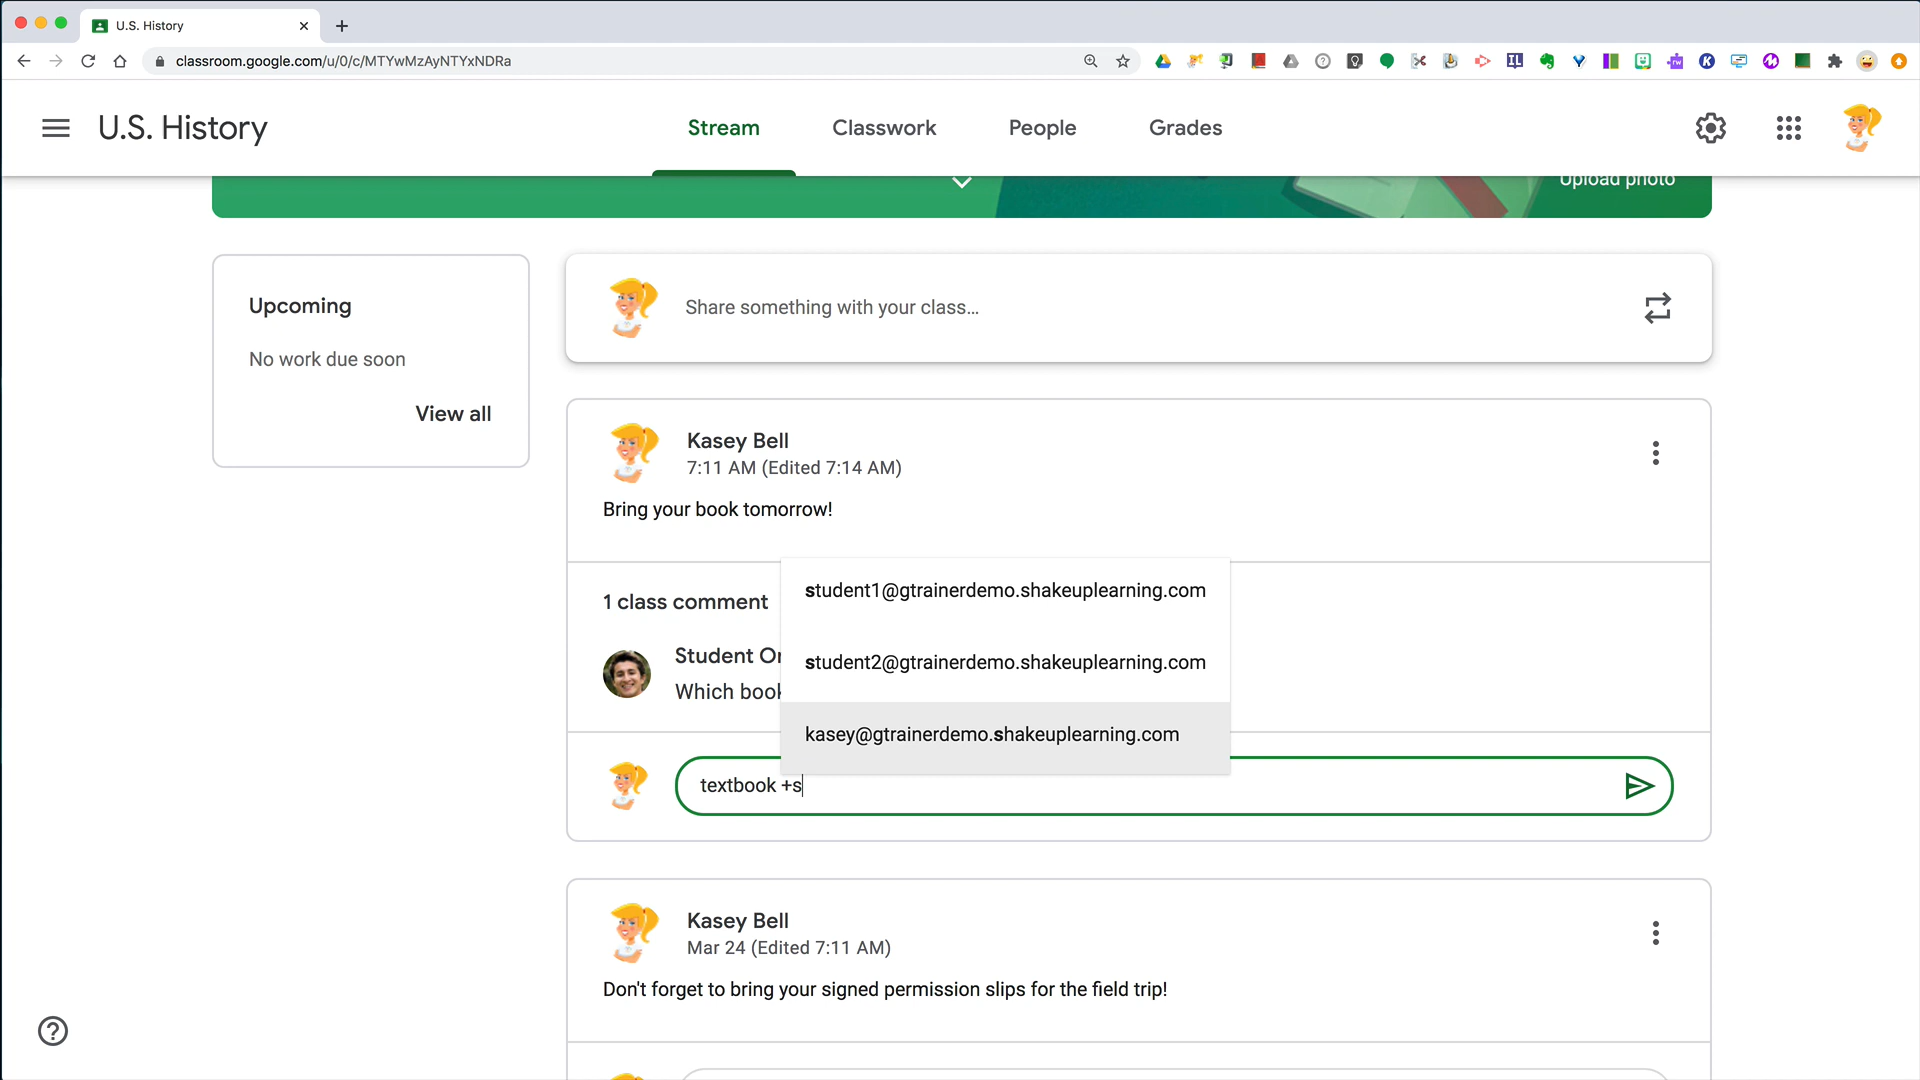 U.S. History
classroom.google.com/u/0/c/MTYwMzAyNTYxNDRa
U.S. History
Stream
Classwork
People
Grades
Upload photo
Upcoming
No work due soon
View all
Share something with your class...
Kasey Bell
7:11 AM (Edited 7:14 AM)
Bring your book tomorrow!
1 class comment
Student
Which
student1@gtrainerdemo.shakeuplearning.com
student2@gtrainerdemo.shakeuplearning.com
kasey@gtrainerdemo.shakeuplearning.com
textbook +s
Kasey Bell
Mar 24 (Edited 7:11 AM)
Don't forget to bring your signed permission slips for the field trip!